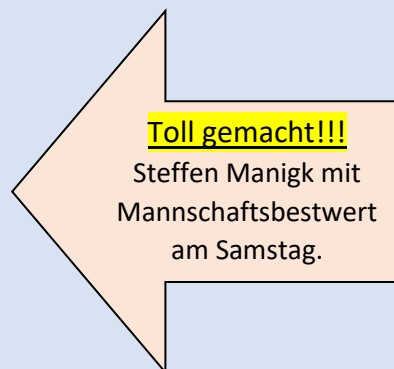 Toll gemacht!!!
Steffen Manigk mit
Mannschaftsbestwert
am Samstag.